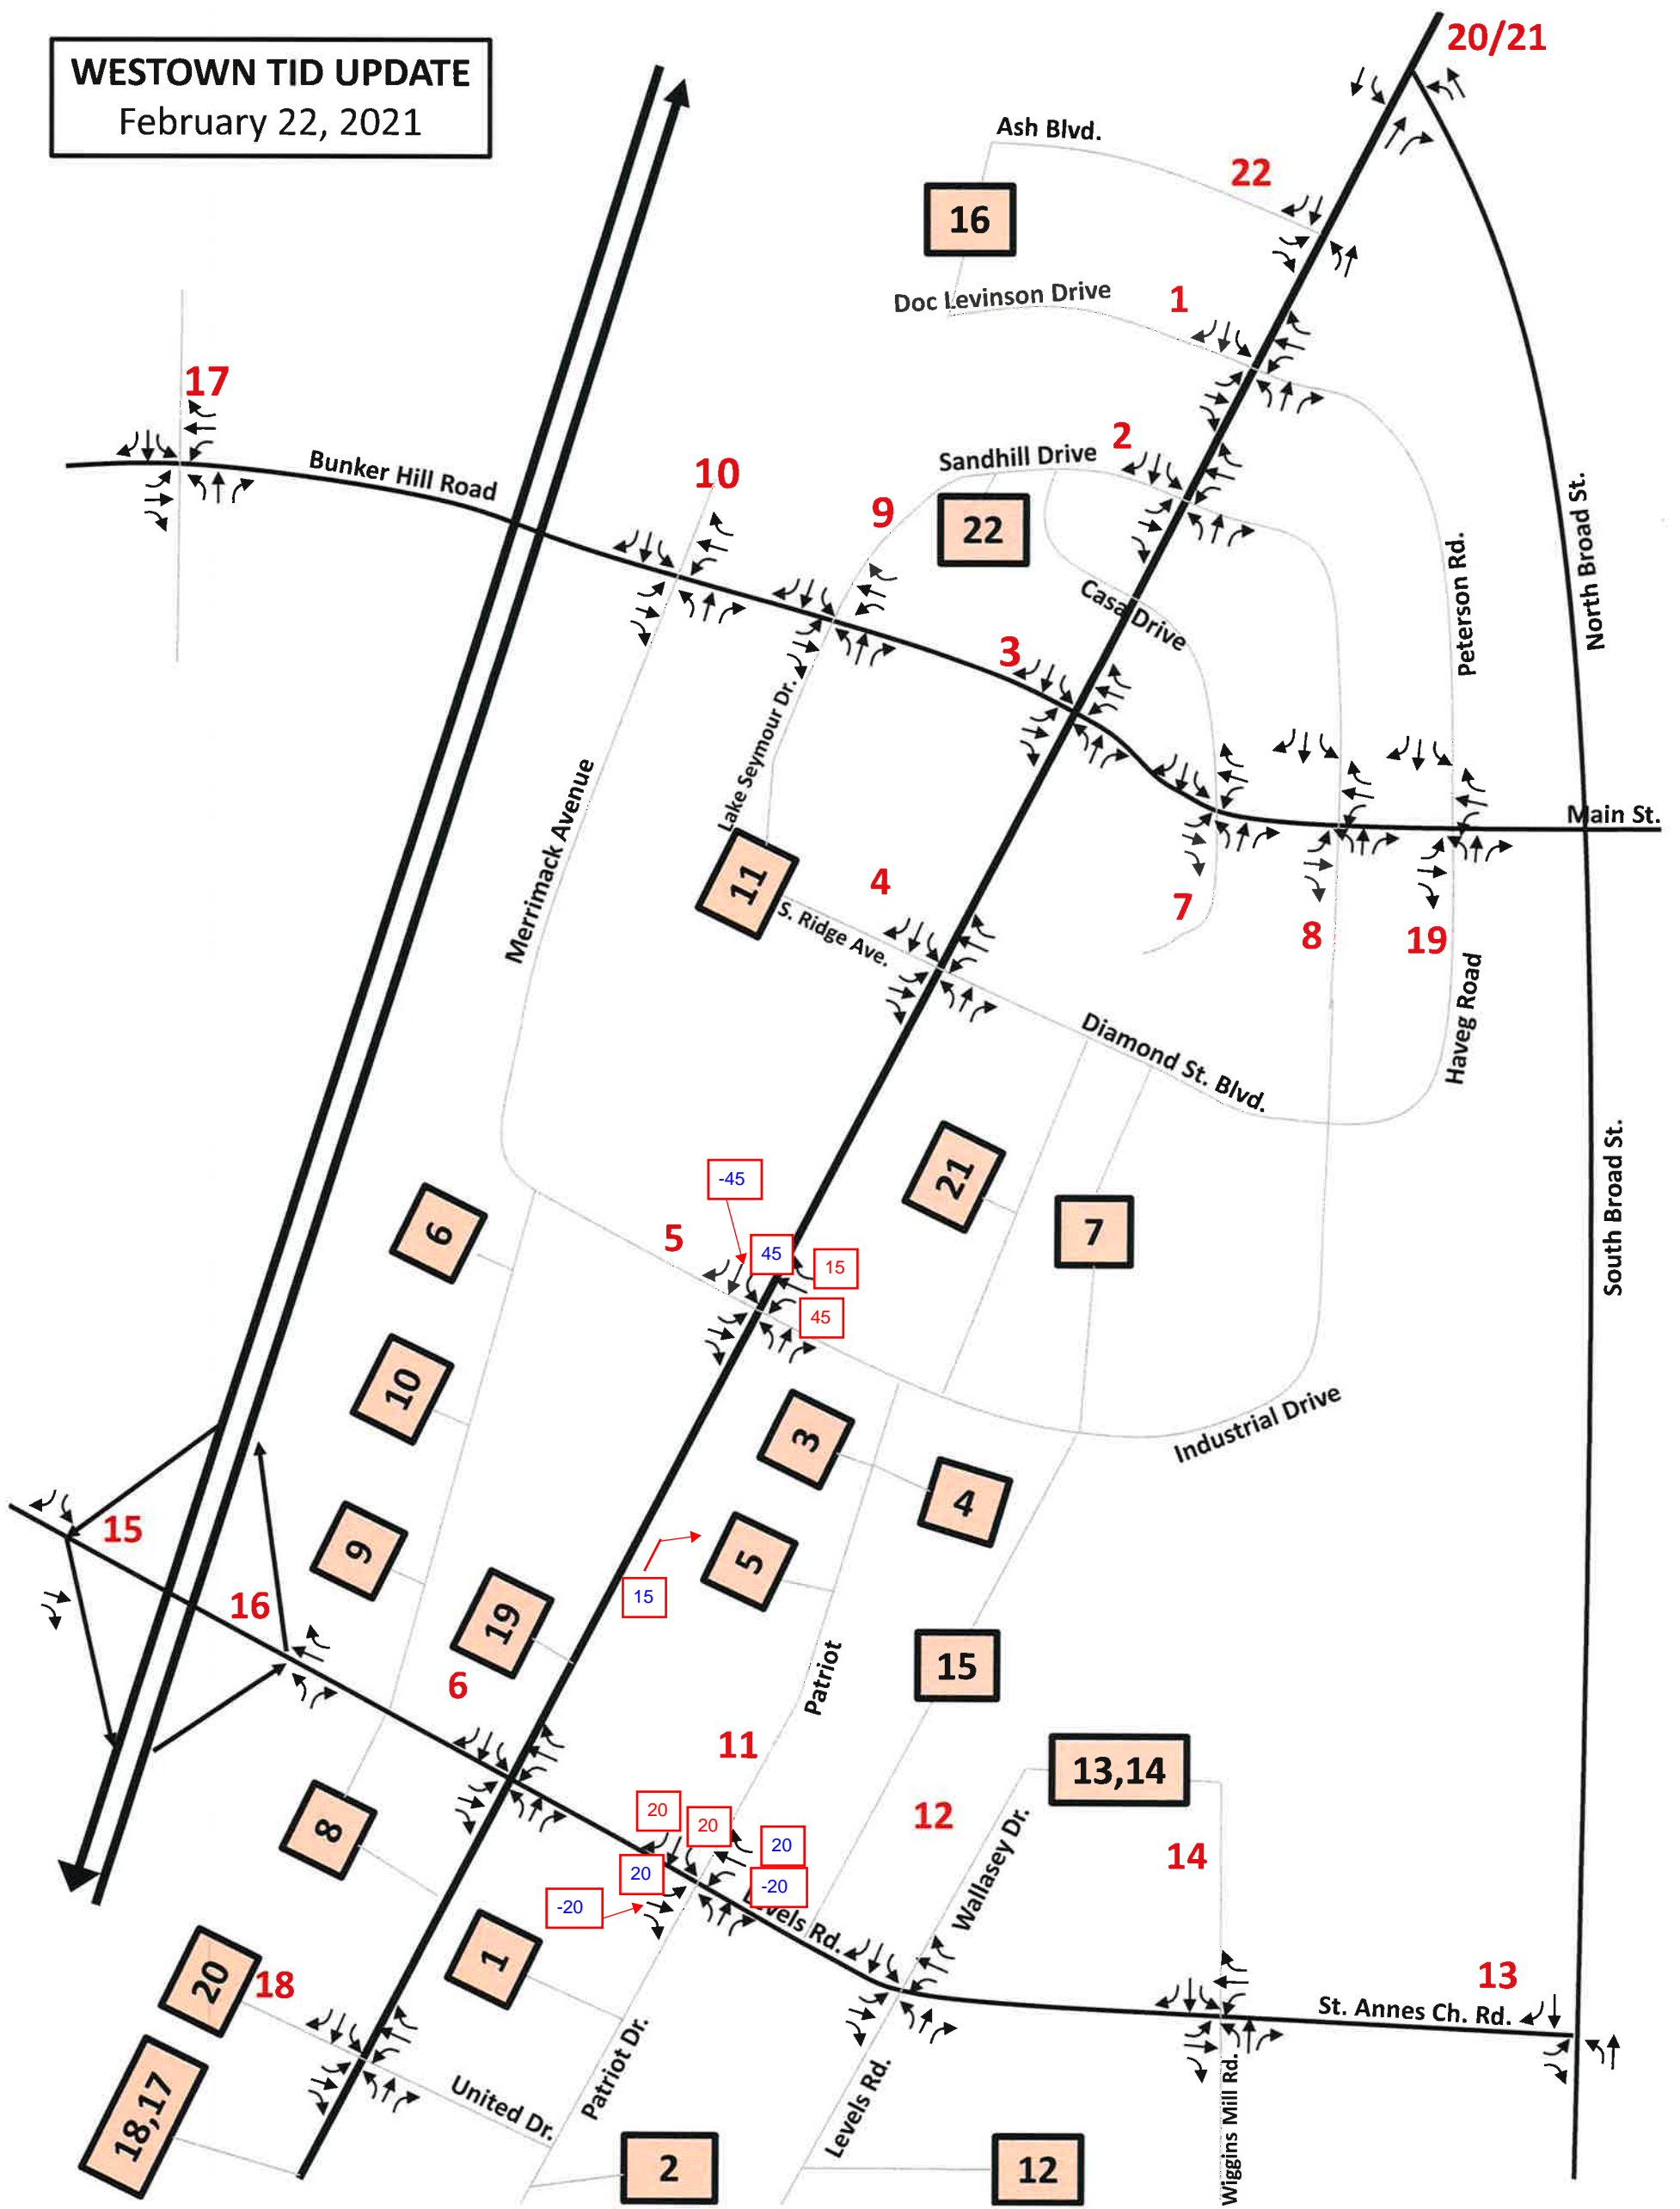 WESTOWN TID UPDATE
February 22, 2021
20/21
Ash Blvd.
22
16
Doc Levinson Drive
1
17
Bunker Hill Road
10
9
Sandhill Drive
2
22
Casa Drive
3
Peterson Rd.
North Broad St.
Main St.
Lake Seymour Dr.
Merrimack Avenue
11
S. Ridge Ave.
4
7
8
19
Haveg Road
Diamond St. Blvd.
South Broad St.
21
7
-45
5
45
15
45
6
10
3
4
5
Industrial Drive
15
16
9
19
15
6
Patriot
15
11
13,14
12
Wallasey Dr.
14
8
20
20
20
20
-20
-20
Levels Rd.
1
20
18
13
St. Annes Ch. Rd.
18,17
United Dr.
Patriot Dr.
Levels Rd.
Wiggins Mill Rd.
2
12